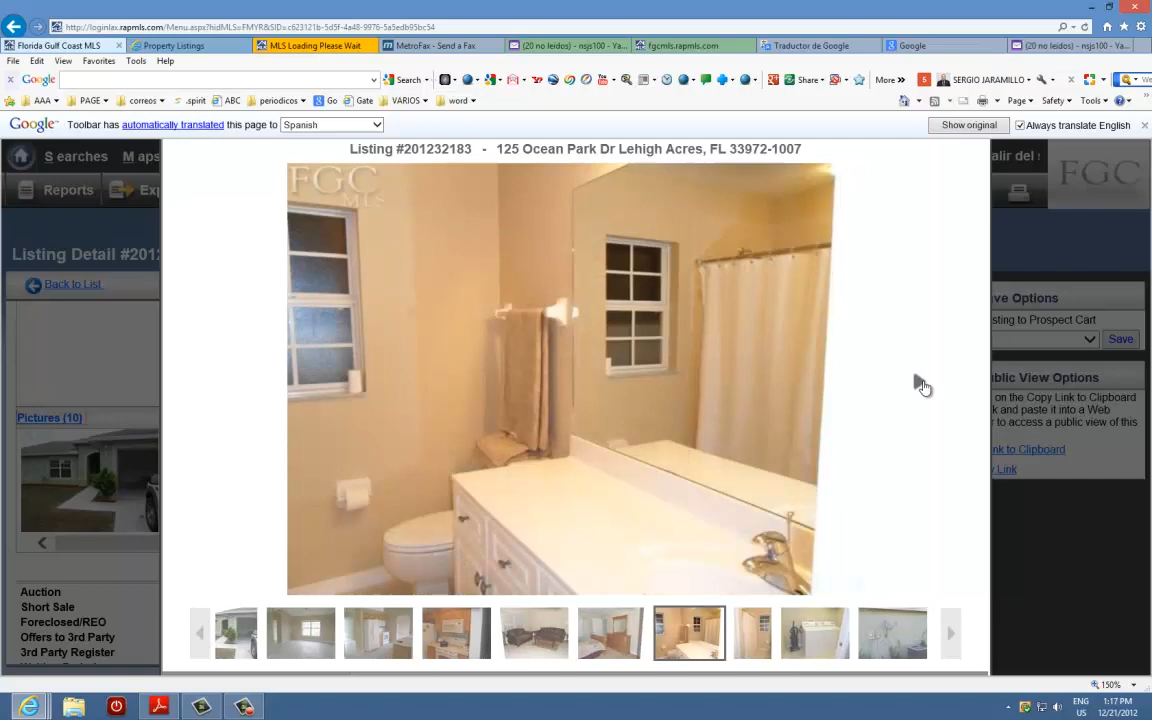 http://loginlax.rapmls.com/Menu.aspx?hidMLS=FMYR&SID=c623121b-5d5f-4a48-9976-5a5edb95bc54
Florida Gulf Coast MLS
Property Listings
MLS Loading Please Wait
MetroFax - Send a Fax
(20 no leidos) - nsjs100 - Ya...
fgcmls.rapmls.com
Traductor de Google
Google
(20 no leidos) - nsjs100 - Ya...
File Edit View Favorites Tools Help
Google Search Share More » 5 SERGIO JARAMILLO
AAA PAGE correos .spirit ABC periodicos Go Gate VARIOS word Page Safety Tools
Google Toolbar has automatically translated this page to Spanish Show original Always translate English
Listing #201232183 - 125 Ocean Park Dr Lehigh Acres, FL 33972-1007
Searches Maps
alir del s
FGC
MLS
FGC
Reports Exp
Listing Detail #2012
Back to List
ve Options
sting to Prospect Cart
Save
Pictures (10)
ublic View Options
on the Copy Link to Clipboard
k and paste it into a Web
r to access a public view of this
nk to Clipboard
y Link
Auction
Short Sale
Foreclosed/REO
Offers to 3rd Party
3rd Party Register
150%
ENG
US
1:17 PM
12/21/2012